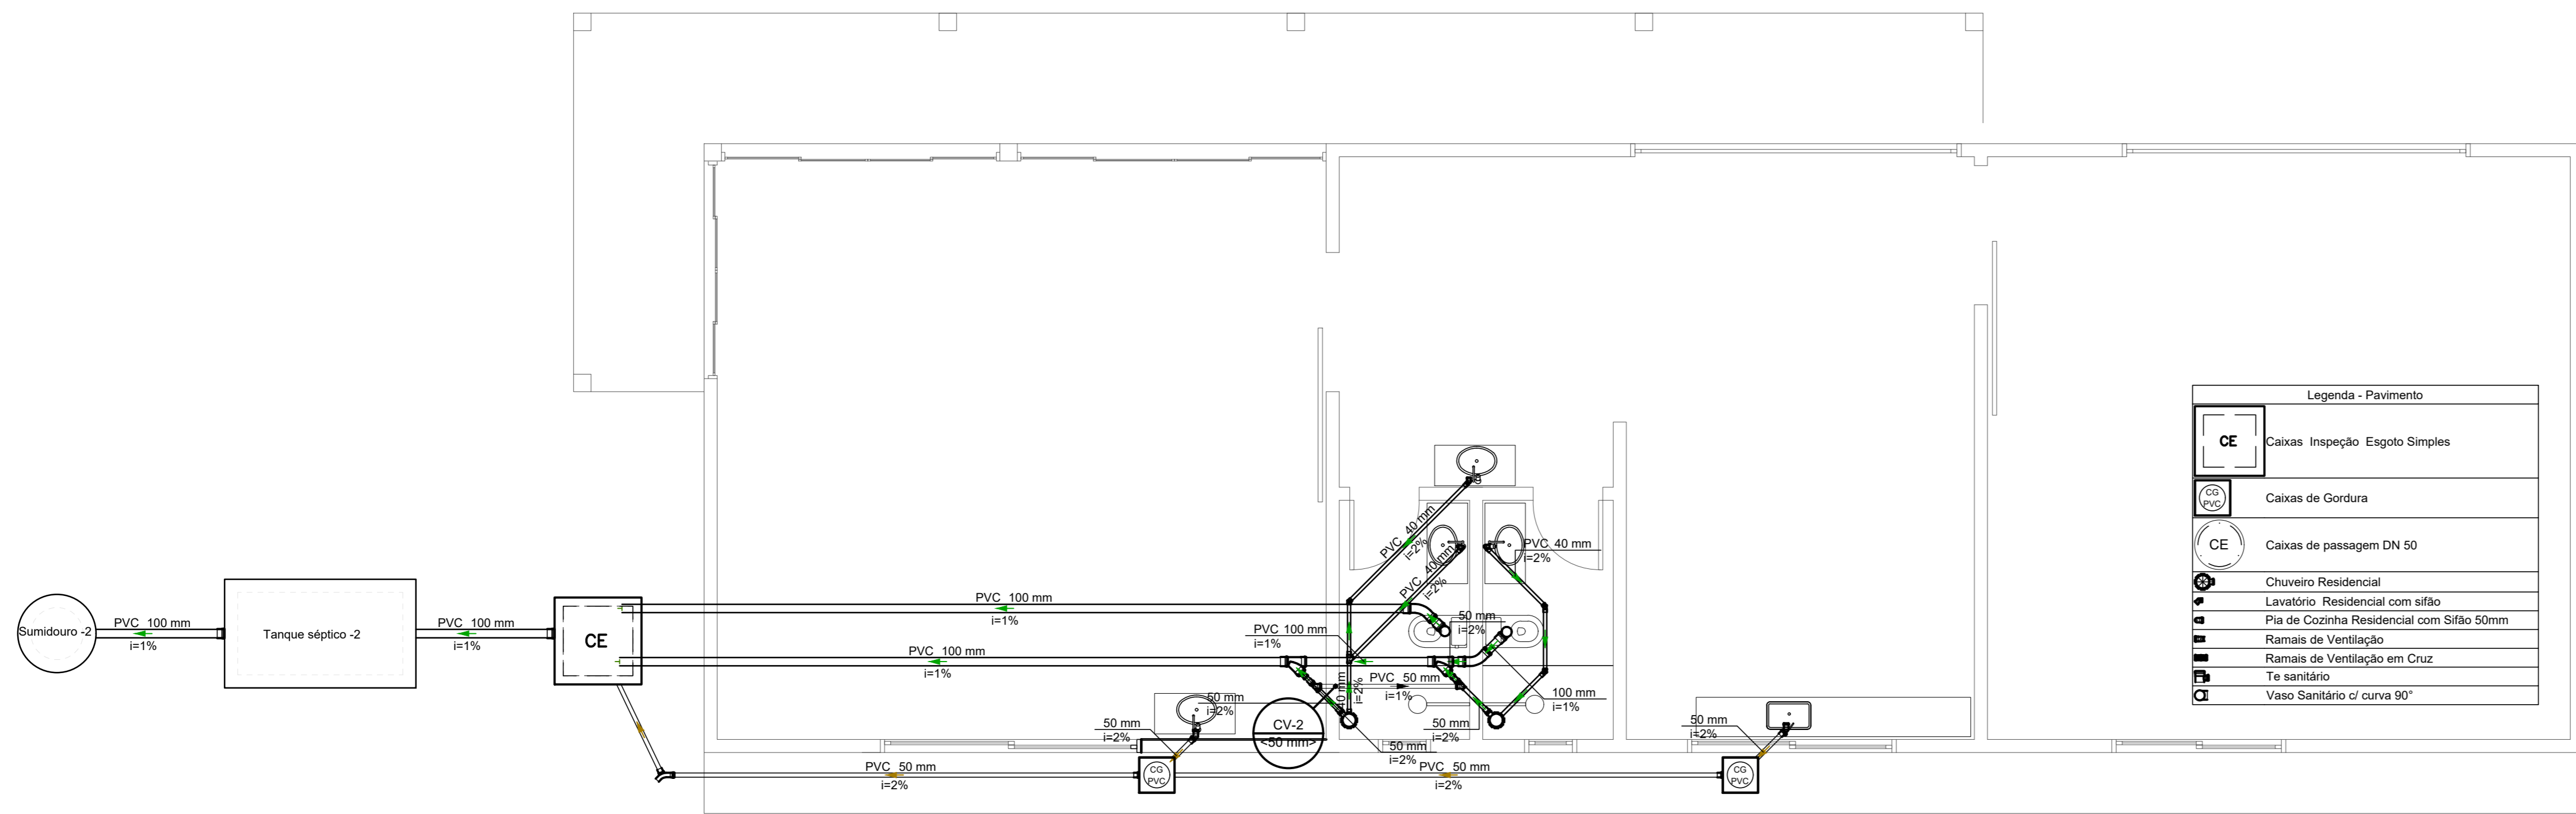 Legenda - Pavimento
CE
Caixas Inspeção Esgoto Simples
CG
PVC
Caixas de Gordura
CE
Caixas de passagem DN 50
Chuveiro Residencial
Lavatório Residencial com sifão
Pia de Cozinha Residencial com Sifão 50mm
Ramais de Ventilação
Ramais de Ventilação em Cruz
Te sanitário
Vaso Sanitário c/ curva 90°
Sumidouro -2
PVC 100 mm
i=1%
Tanque séptico -2
PVC 100 mm
i=1%
CE
PVC 100 mm
i=1%
PVC 100 mm
i=1%
PVC 100 mm
i=1%
PVC 40 mm
i=2%
PVC 40 mm
i=2%
PVC 40 mm
i=2%
50 mm
i=2%
PVC 50 mm
i=1%
40 mm
i=2%
100 mm
i=1%
50 mm
i=2%
50 mm
i=2%
50 mm
i=2%
50 mm
i=2%
CV-2
<50 mm>
50 mm
i=2%
PVC 50 mm
i=2%
CG
PVC
PVC 50 mm
i=2%
CG
PVC